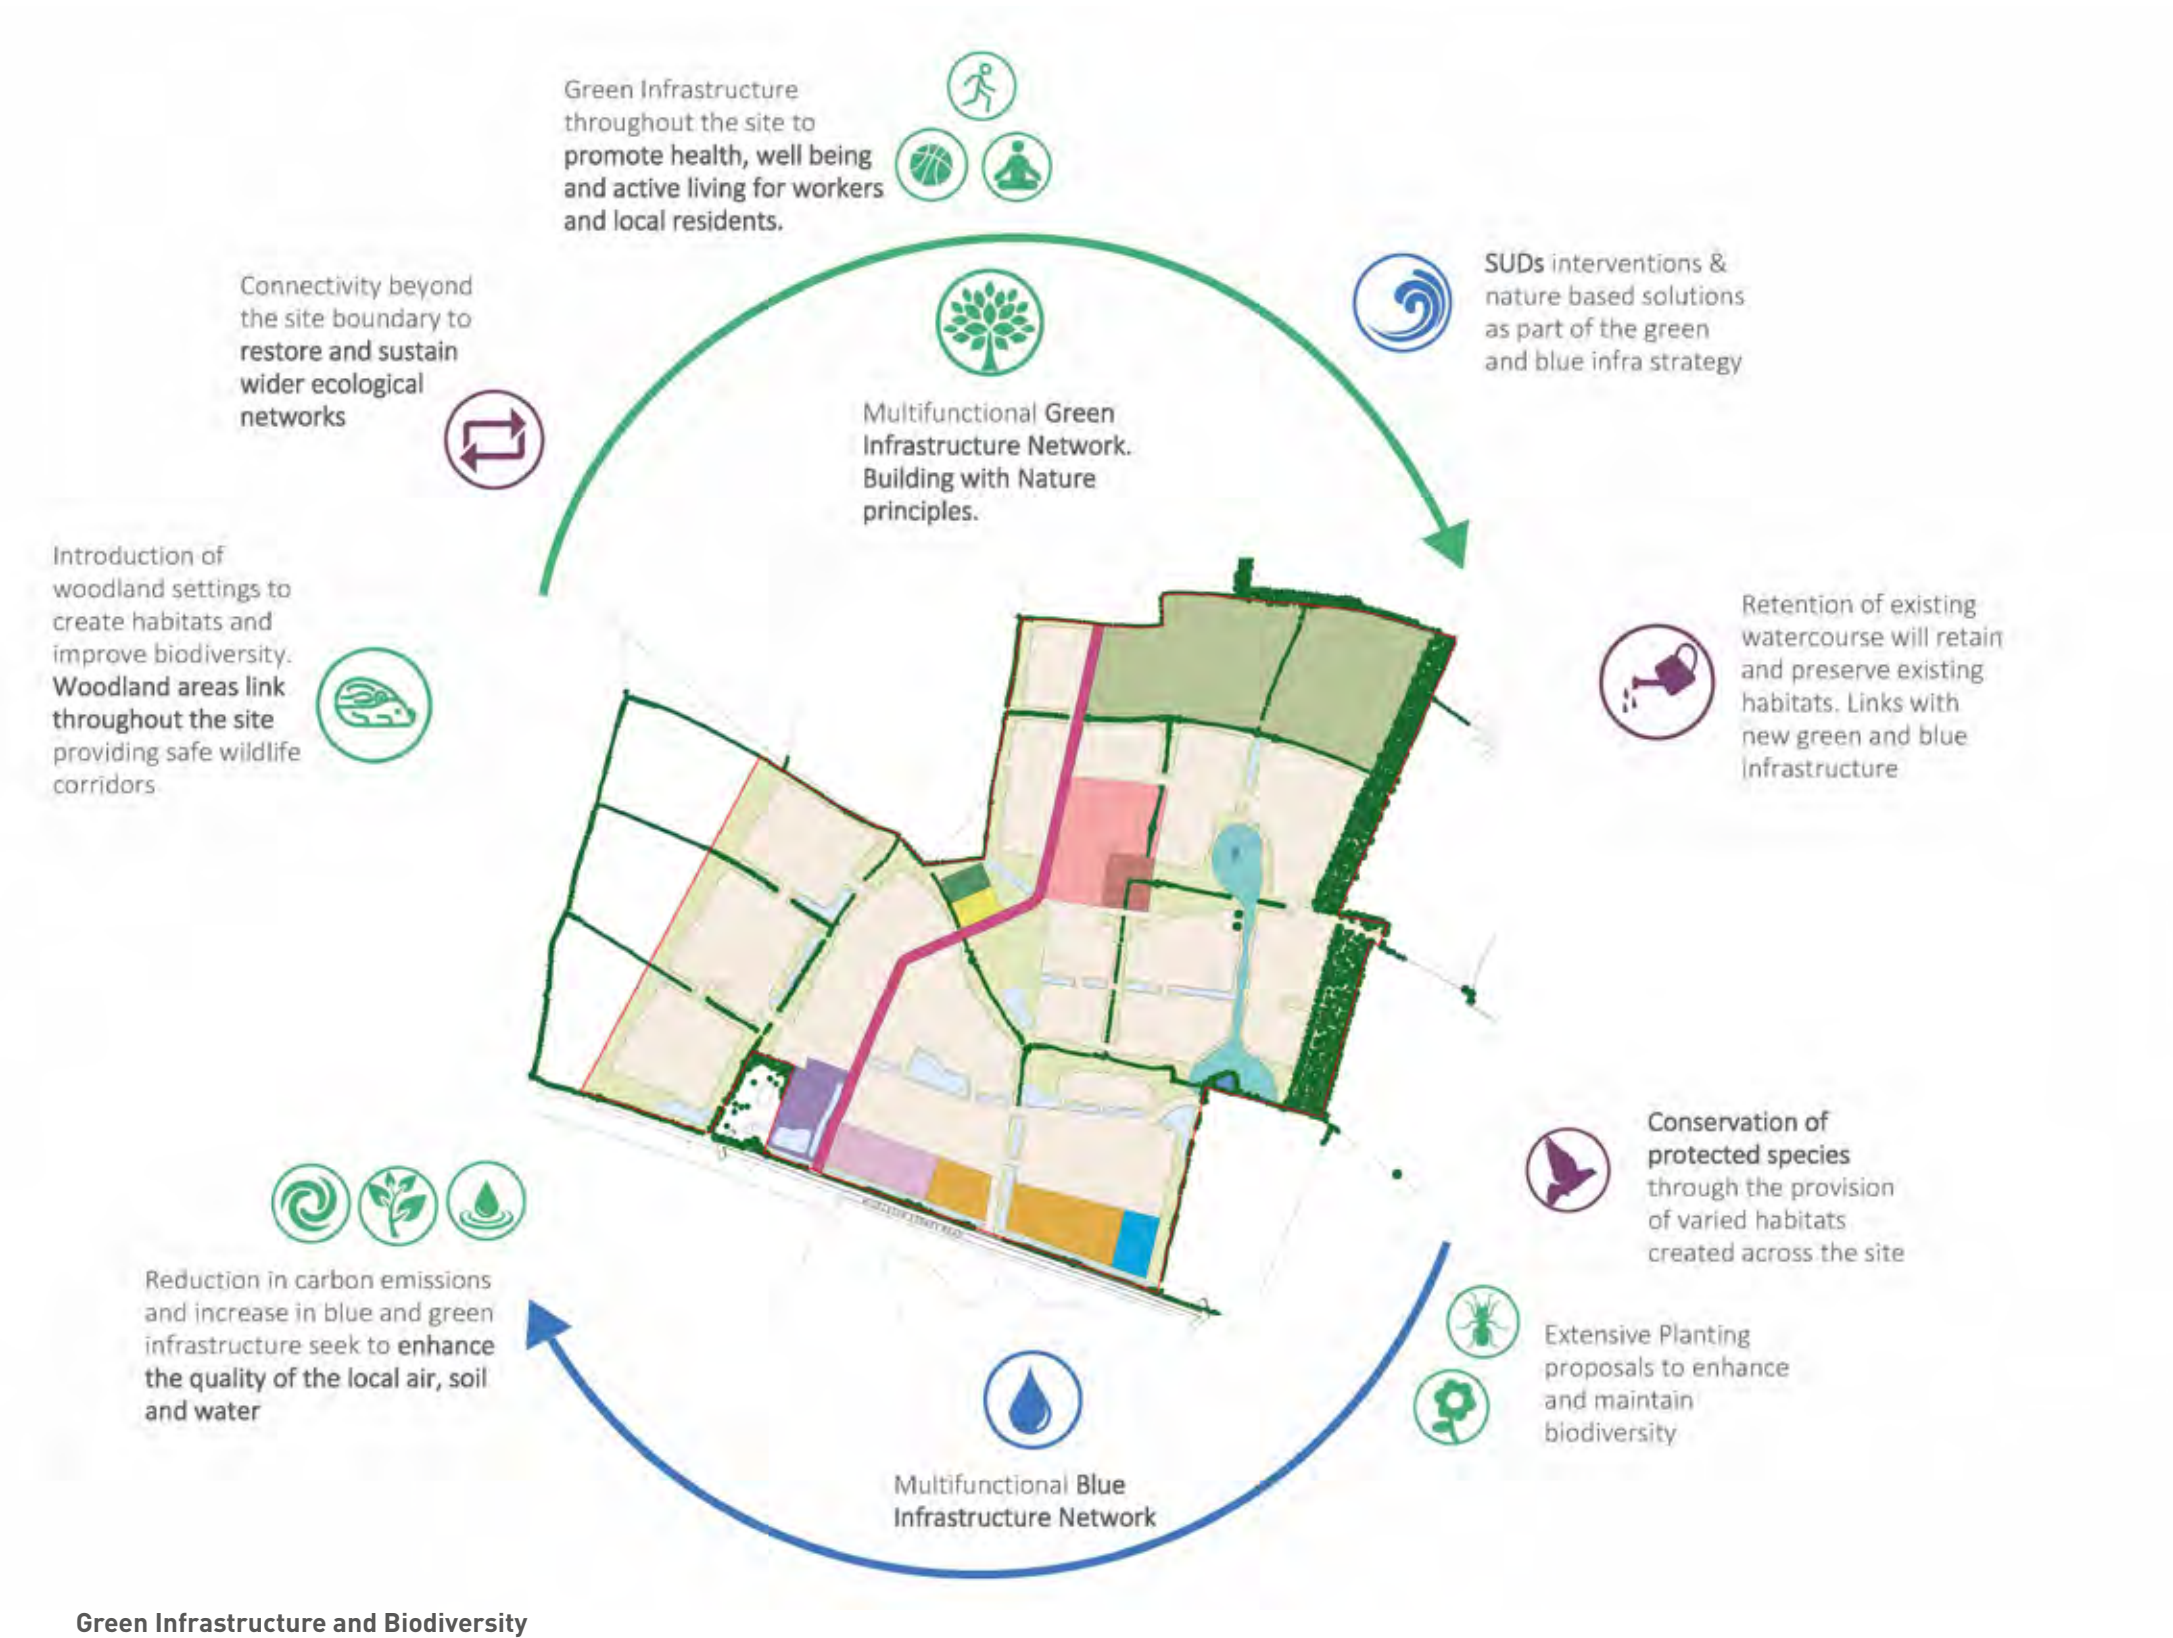 Green Infrastructure
throughout the site to
promote health, well being
and active living for workers
and local residents.
Connectivity beyond
the site boundary to
restore and sustain
wider ecological
networks
SUDs interventions &
nature based solutions
as part of the green
and blue infra strategy
Multifunctional Green
Infrastructure Network.
Building with Nature
principles.
Introduction of
woodland settings to
create habitats and
improve biodiversity.
Woodland areas link
throughout the site
providing safe wildlife
corridors
Retention of existing
watercourse will retain
and preserve existing
habitats. Links with
new green and blue
infrastructure
Conservation of
protected species
through the provision
of varied habitats
created across the site
Reduction in carbon emissions
and increase in blue and green
infrastructure seek to enhance
the quality of the local air, soil
and water
Extensive Planting
proposals to enhance
and maintain
biodiversity
Multifunctional Blue
Infrastructure Network
Green Infrastructure and Biodiversity